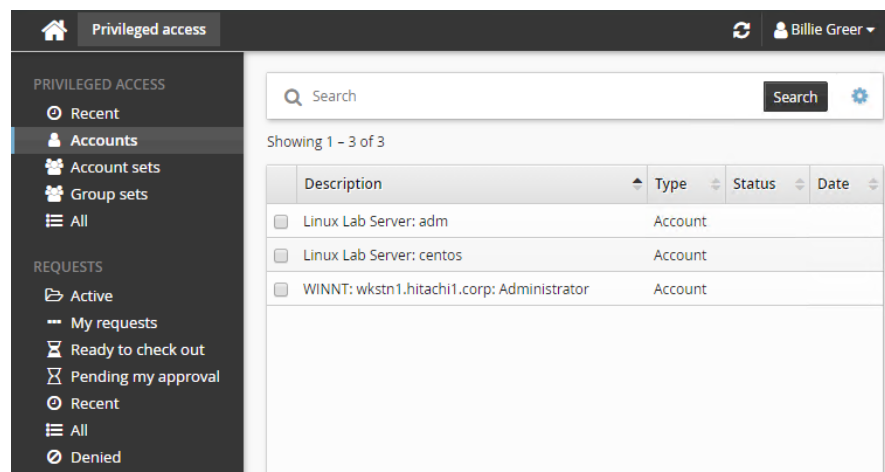 Privileged access
Billie Greer
PRIVILEGED ACCESS
Recent
Accounts
Account sets
Group sets
All
REQUESTS
Active
My requests
Ready to check out
Pending my approval
Recent
All
Denied
Search
Search
Showing 1 – 3 of 3
Description Type Status Date
Linux Lab Server: adm Account
Linux Lab Server: centos Account
WINNT: wkstn1.hitachi1.corp: Administrator Account